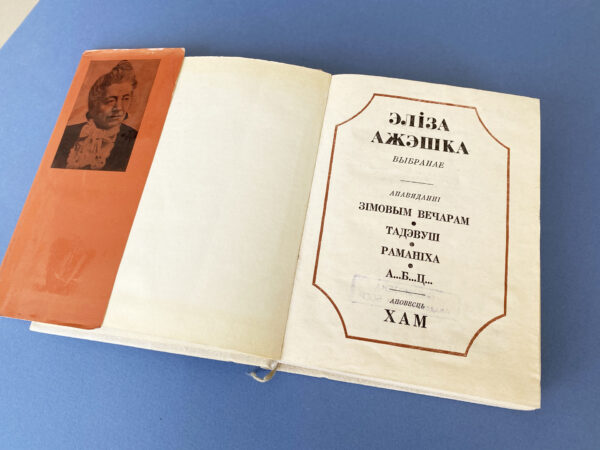 ЭЛІЗА
АЖЭШКА
ВЫБРАНАЕ
АПАВЯДАННІ
ЗІМОВЫМ ВЕЧАРАМ
ТАДЭВУШ
РАМАНІХА
А...Б...Ц...
АПОВЕСЦЬ
ХАМ